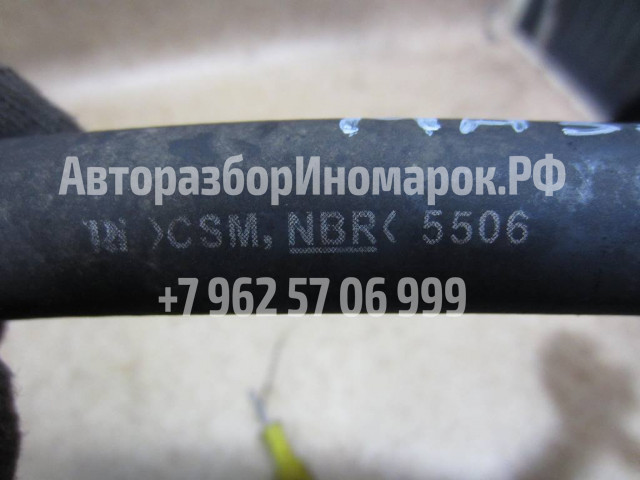 АвторазборИномарок.РФ
>CSM, NBR< 5506
+7 962 57 06 999